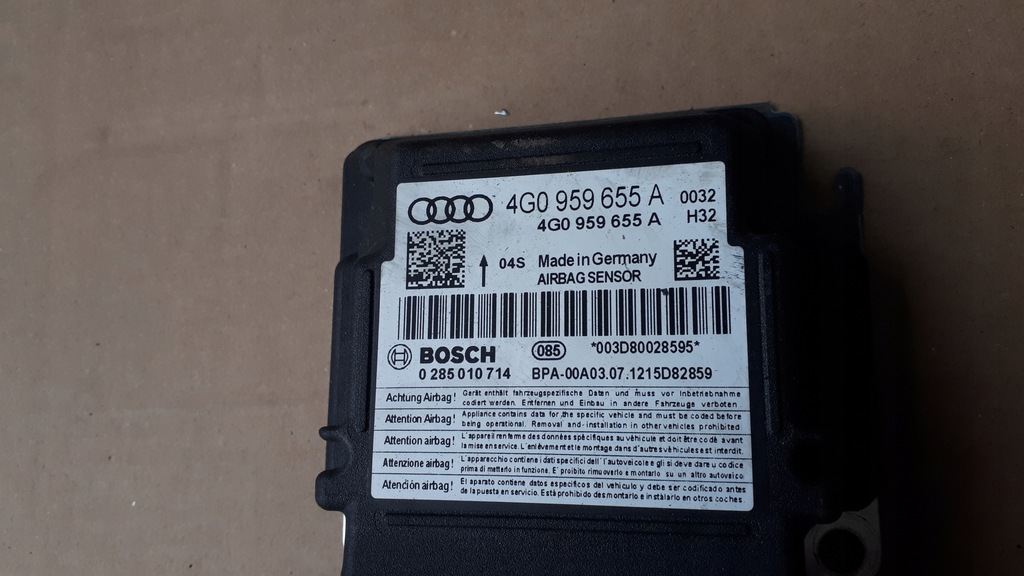 4G0 959 655 A 0032
4G0 959 655 A H32
04S Made in Germany
AIRBAG SENSOR
BOSCH 085 *003D80028595*
0 285 010 714 BPA-00A03.07.1215D82859
Achtung Airbag! Gerät enthält fahrzeugspezifische Daten und muss vor Inbetriebnahme
codiert werden. Entfernen und Einbau in andere Fahrzeuge verboten.
Attention Airbag! Appliance contains data for the specific vehicle and must be coded before
being operational. Removal and installation in other vehicles prohibited
Attention airbag! L'appareil renferme des données spécifiques au véhicule et doit être codé avant
la mise en service. L'enlèvement et le montage dans d'autres véhicules est interdit.
Attenzione airbag! L'apparecchio contiene i dati specifici dell' l'autoveicolo e gli si deve dare u codice
prima di metterlo in funzione. E' proibito rimuoverlo e montarlo su un altro autoveico
Atención airbag! El aparato contiene datos específicos del vehículo y debe ser codificado antes
de la puesta en servicio. Está prohibido desmontarlo e instalarlo en otros coches.